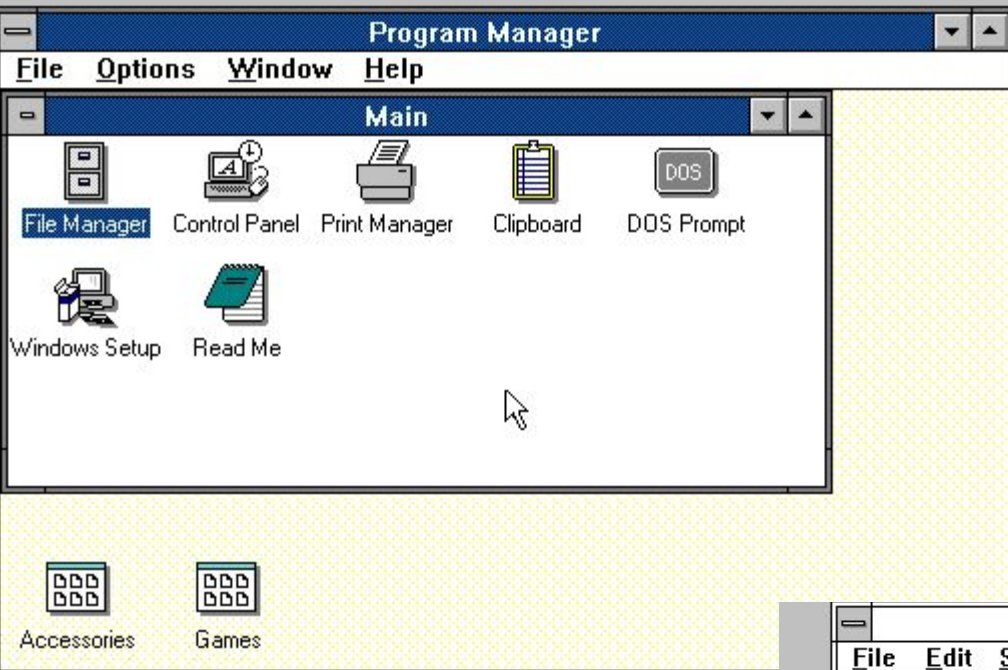 Program Manager
File Options Window Help
Main
File Manager Control Panel Print Manager Clipboard DOS Prompt
DOS
A
Windows Setup Read Me
Accessories Games
File Edit